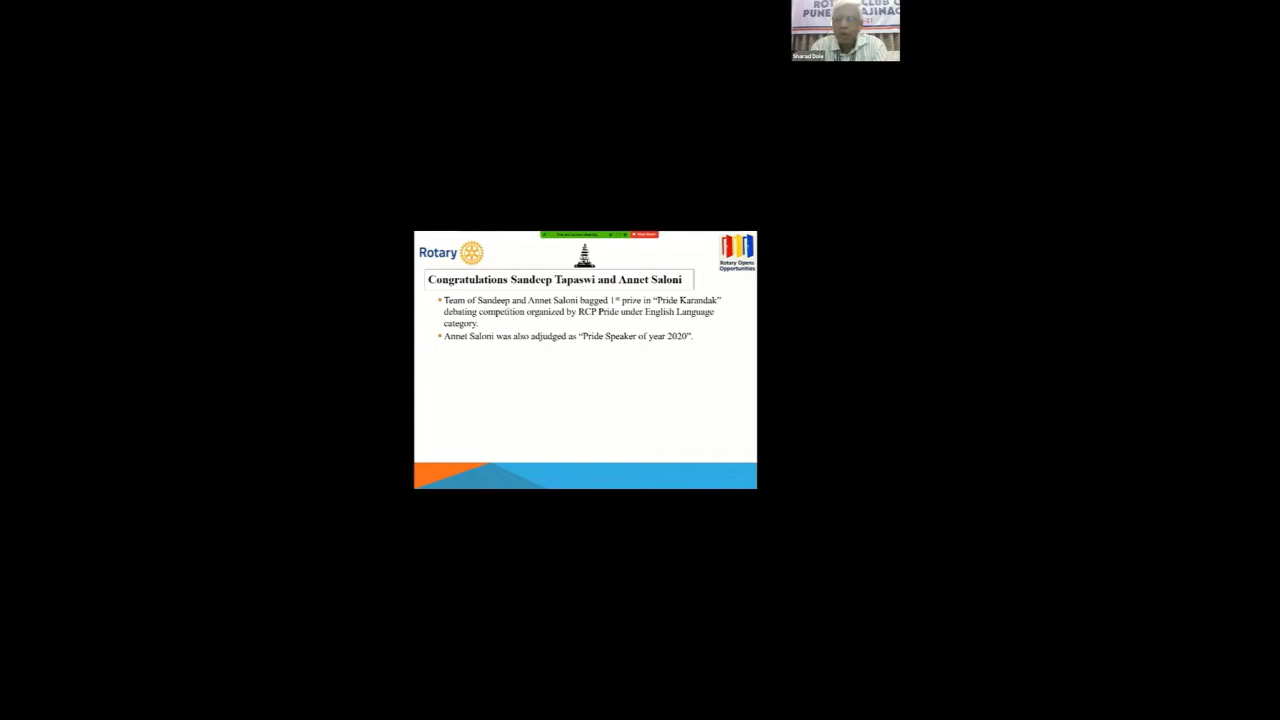 CLUB O
PUNE
AJINAG
Sharad Dole
Rotary
Rotary Opens
Opportunities
Congratulations Sandeep Tapaswi and Annet Saloni
Team of Sandeep and Annet Saloni bagged 1st prize in “Pride Karandak”
debating competition organized by RCP Pride under English Language
category.
Annet Saloni was also adjudged as “Pride Speaker of year 2020”.